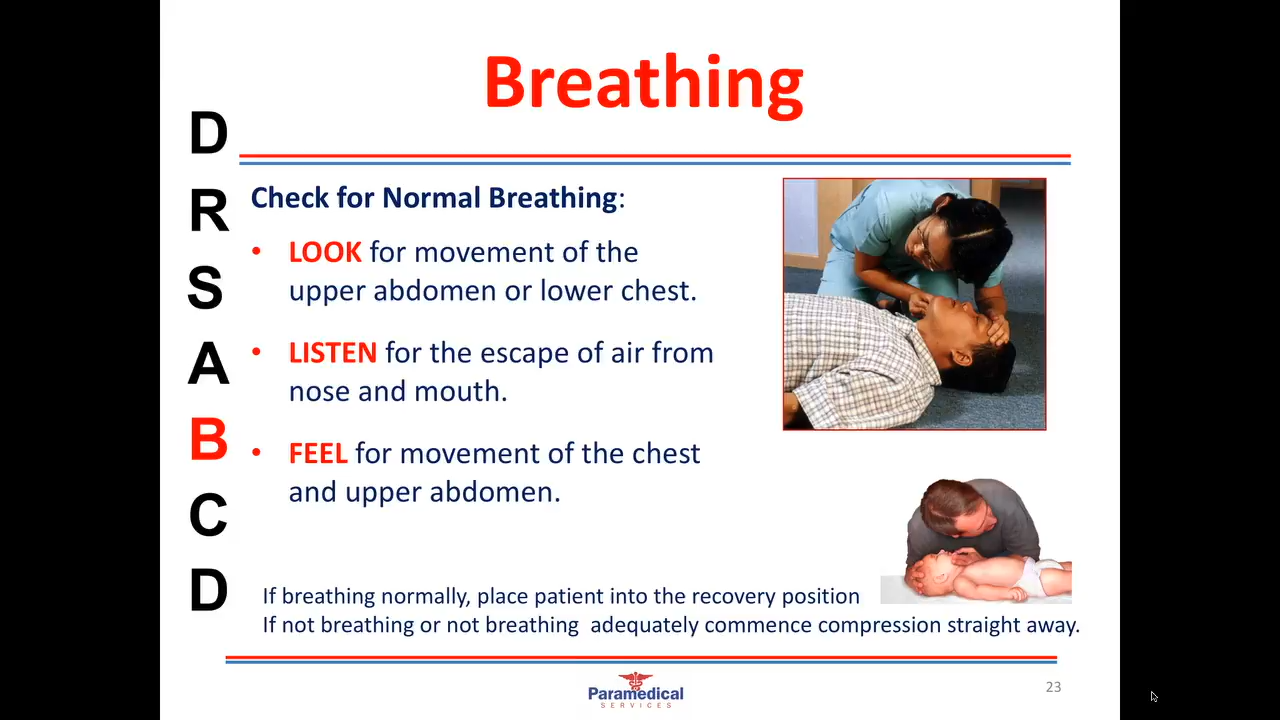 Breathing
D
R
S
A
B
C
D
Check for Normal Breathing:
• LOOK for movement of the
upper abdomen or lower chest.
• LISTEN for the escape of air from
nose and mouth.
• FEEL for movement of the chest
and upper abdomen.
If breathing normally, place patient into the recovery position
If not breathing or not breathing  adequately commence compression straight away.
Paramedical
SERVICES
23